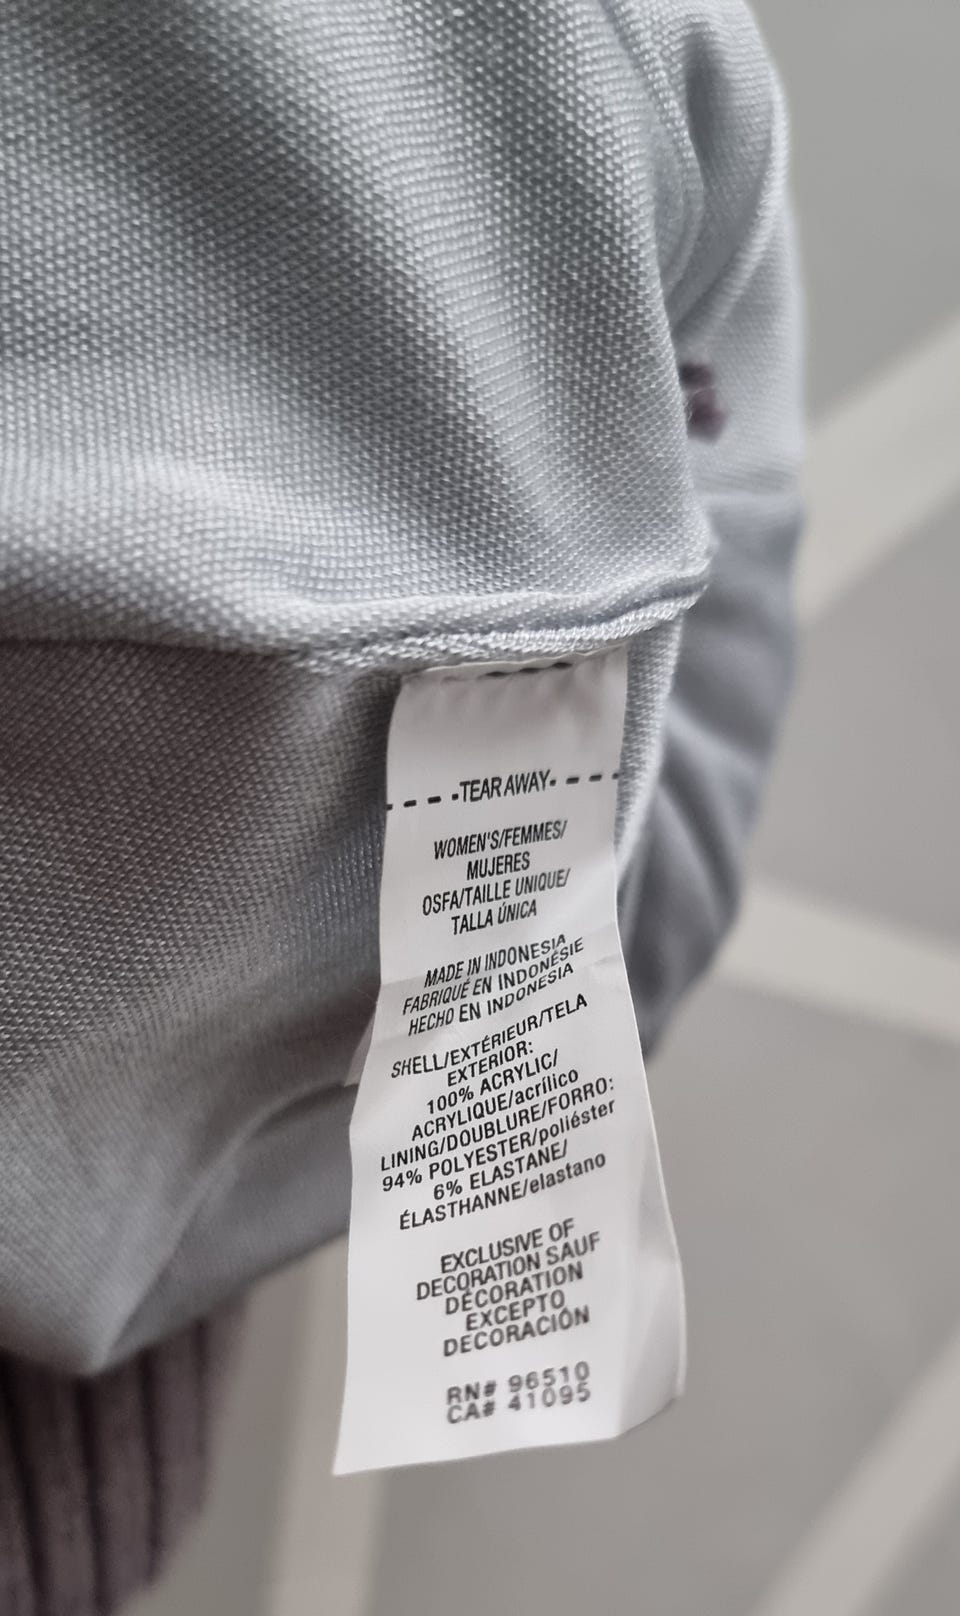 TEAR AWAY
WOMEN'S/FEMMES/
MUJERES
OSFA/TAILLE UNIQUE/
TALLA ÚNICA
MADE IN INDONESIA
FABRIQUÉ EN INDONÉSIE
HECHO EN INDONESIA
SHELL/EXTÉRIEUR/TELA
EXTERIOR:
100% ACRYLIC/
ACRYLIQUE/acrílico
LINING/DOUBLURE/FORRO:
94% POLYESTER/poliéster
6% ELASTANE/
ÉLASTHANNE/elastano
EXCLUSIVE OF
DECORATION SAUF
DÉCORATION
EXCEPTO
DECORACIÓN
RN# 96510
CA# 41095